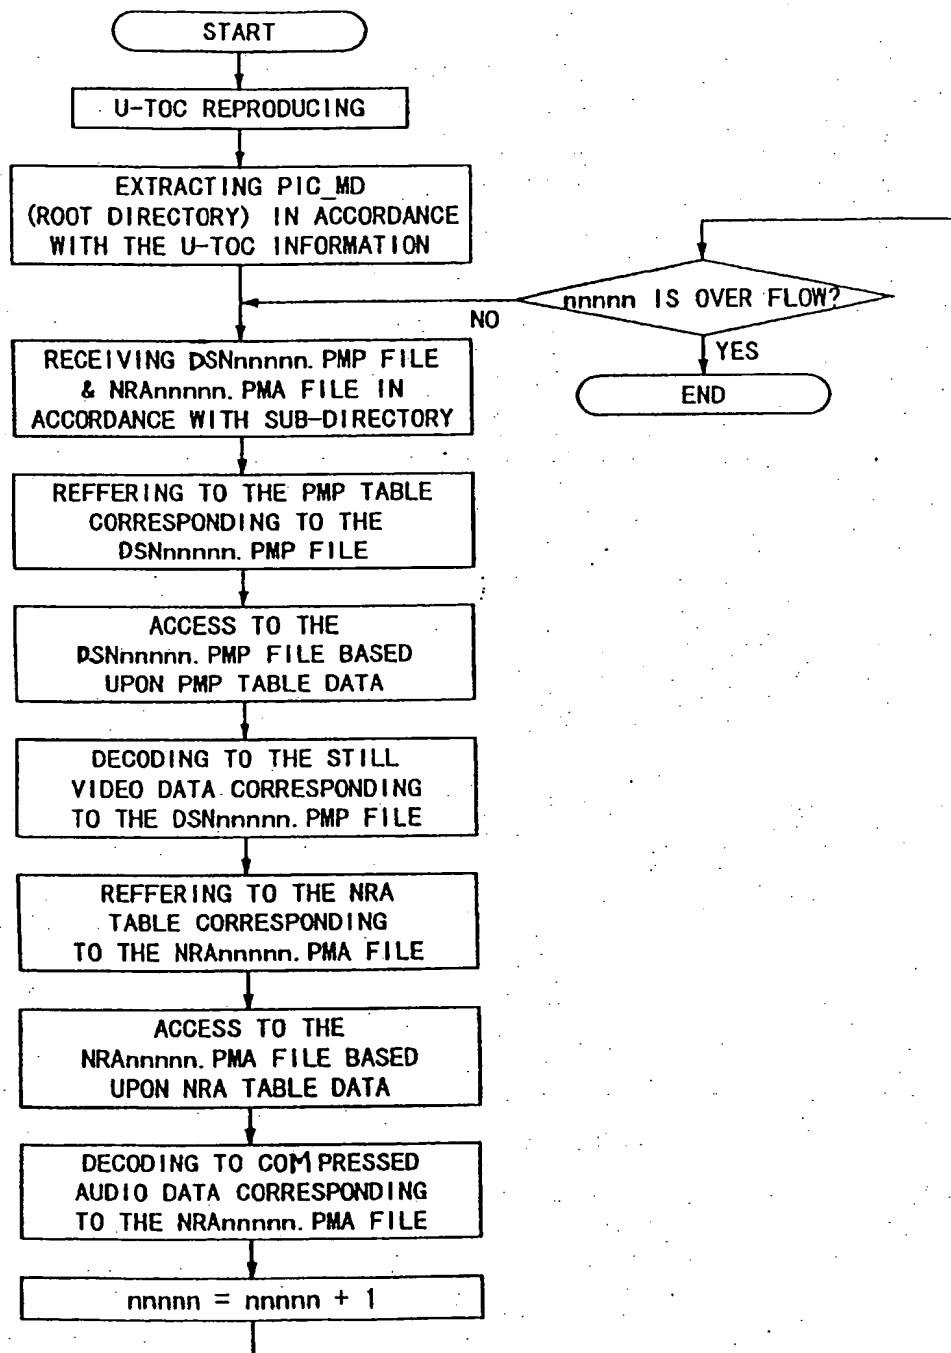 START
U-TOC REPRODUCING
EXTRACTING PIC_MD
(ROOT DIRECTORY) IN ACCORDANCE
WITH THE U-TOC INFORMATION
nnnnn IS OVER FLOW?
NO
YES
END
RECEIVING DSNnnnnn. PMP FILE
& NRAnnnnn. PMA FILE IN
ACCORDANCE WITH SUB-DIRECTORY
REFFERING TO THE PMP TABLE
CORRESPONDING TO THE
DSNnnnnn. PMP FILE
ACCESS TO THE
DSNnnnnn. PMP FILE BASED
UPON PMP TABLE DATA
DECODING TO THE STILL
VIDEO DATA CORRESPONDING
TO THE DSNnnnnn. PMP FILE
REFFERING TO THE NRA
TABLE CORRESPONDING
TO THE NRAnnnnn. PMA FILE
ACCESS TO THE
NRAnnnnn. PMA FILE BASED
UPON NRA TABLE DATA
DECODING TO COMPRESSED
AUDIO DATA CORRESPONDING
TO THE NRAnnnnn. PMA FILE
nnnnn = nnnnn + 1